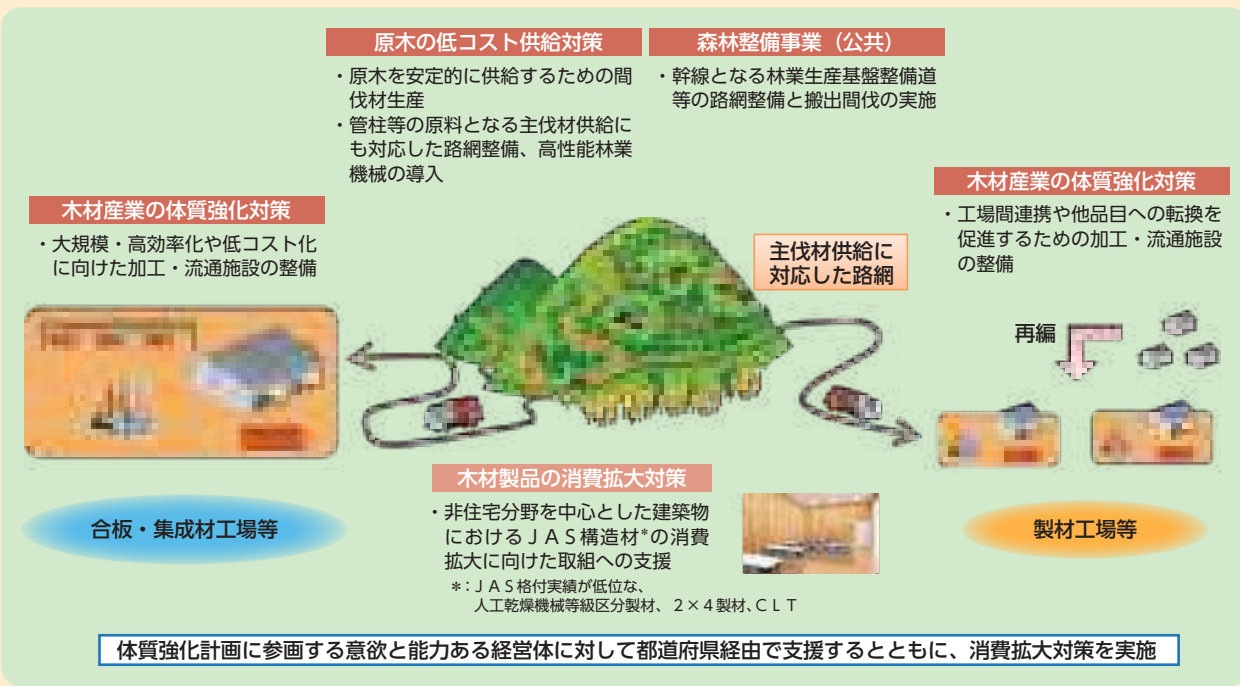 原木の低コスト供給対策
・原木を安定的に供給するための間
伐材生産
・管柱等の原料となる主伐材供給に
も対応した路網整備、高性能林業
機械の導入
森林整備事業（公共）
・幹線となる林業生産基盤整備道
等の路網整備と搬出間伐の実施
木材産業の体質強化対策
・大規模・高効率化や低コスト化
に向けた加工・流通施設の整備
主伐材供給に
対応した路網
木材産業の体質強化対策
・工場間連携や他品目への転換を
促進するための加工・流通施設
の整備
再編
木材製品の消費拡大対策
・非住宅分野を中心とした建築物
におけるＪＡＳ構造材*の消費
拡大に向けた取組への支援
*：ＪＡＳ格付実績が低位な、
人工乾燥機械等級区分製材、２×４製材、ＣＬＴ
合板・集成材工場等
製材工場等
体質強化計画に参画する意欲と能力ある経営体に対して都道府県経由で支援するとともに、消費拡大対策を実施